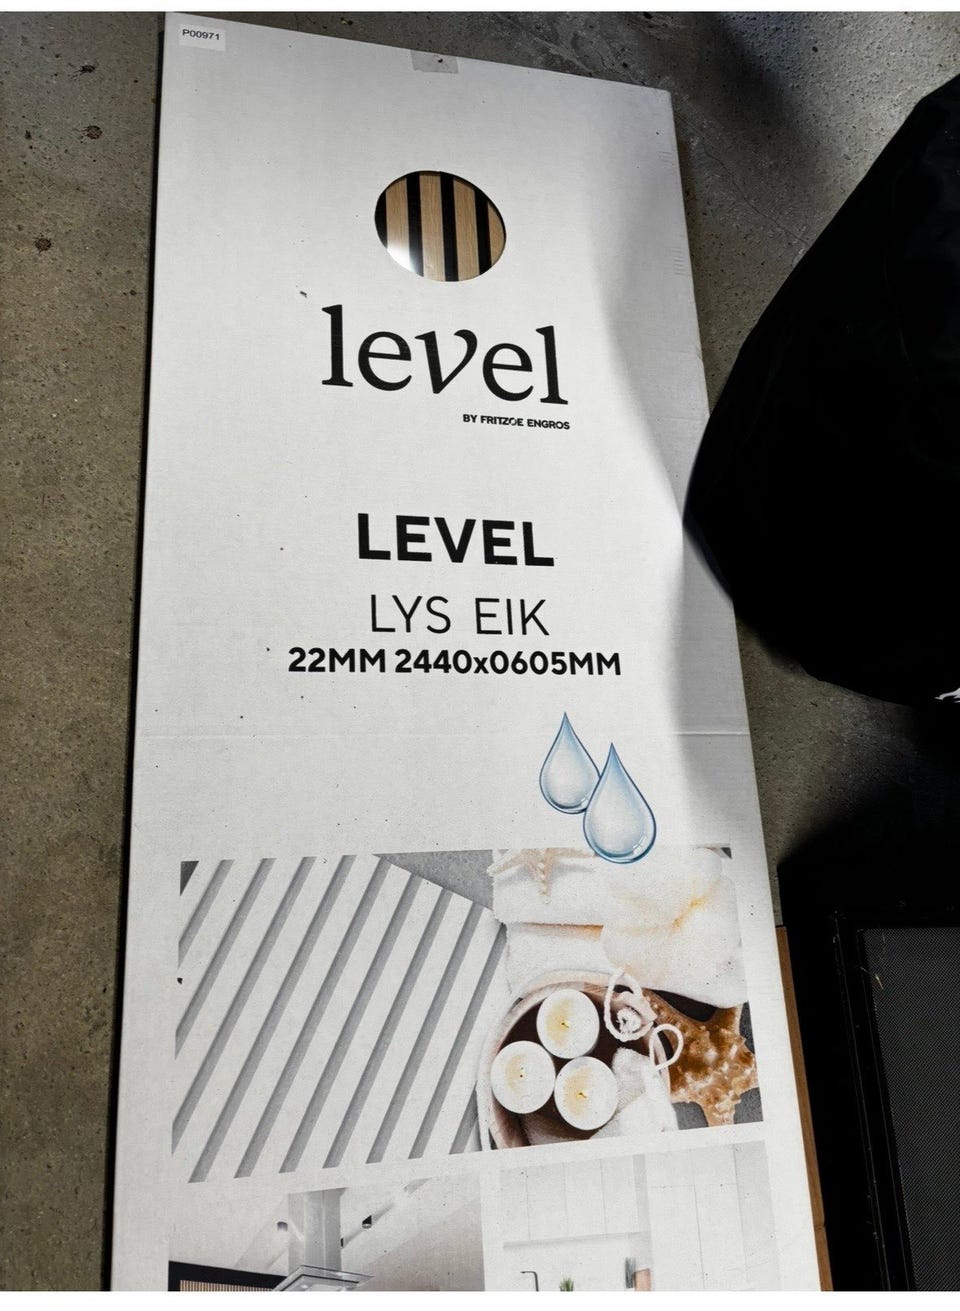 P00971
level
BY FRITZOE ENGROS
LEVEL
LYS EIK
22MM 2440x0605MM